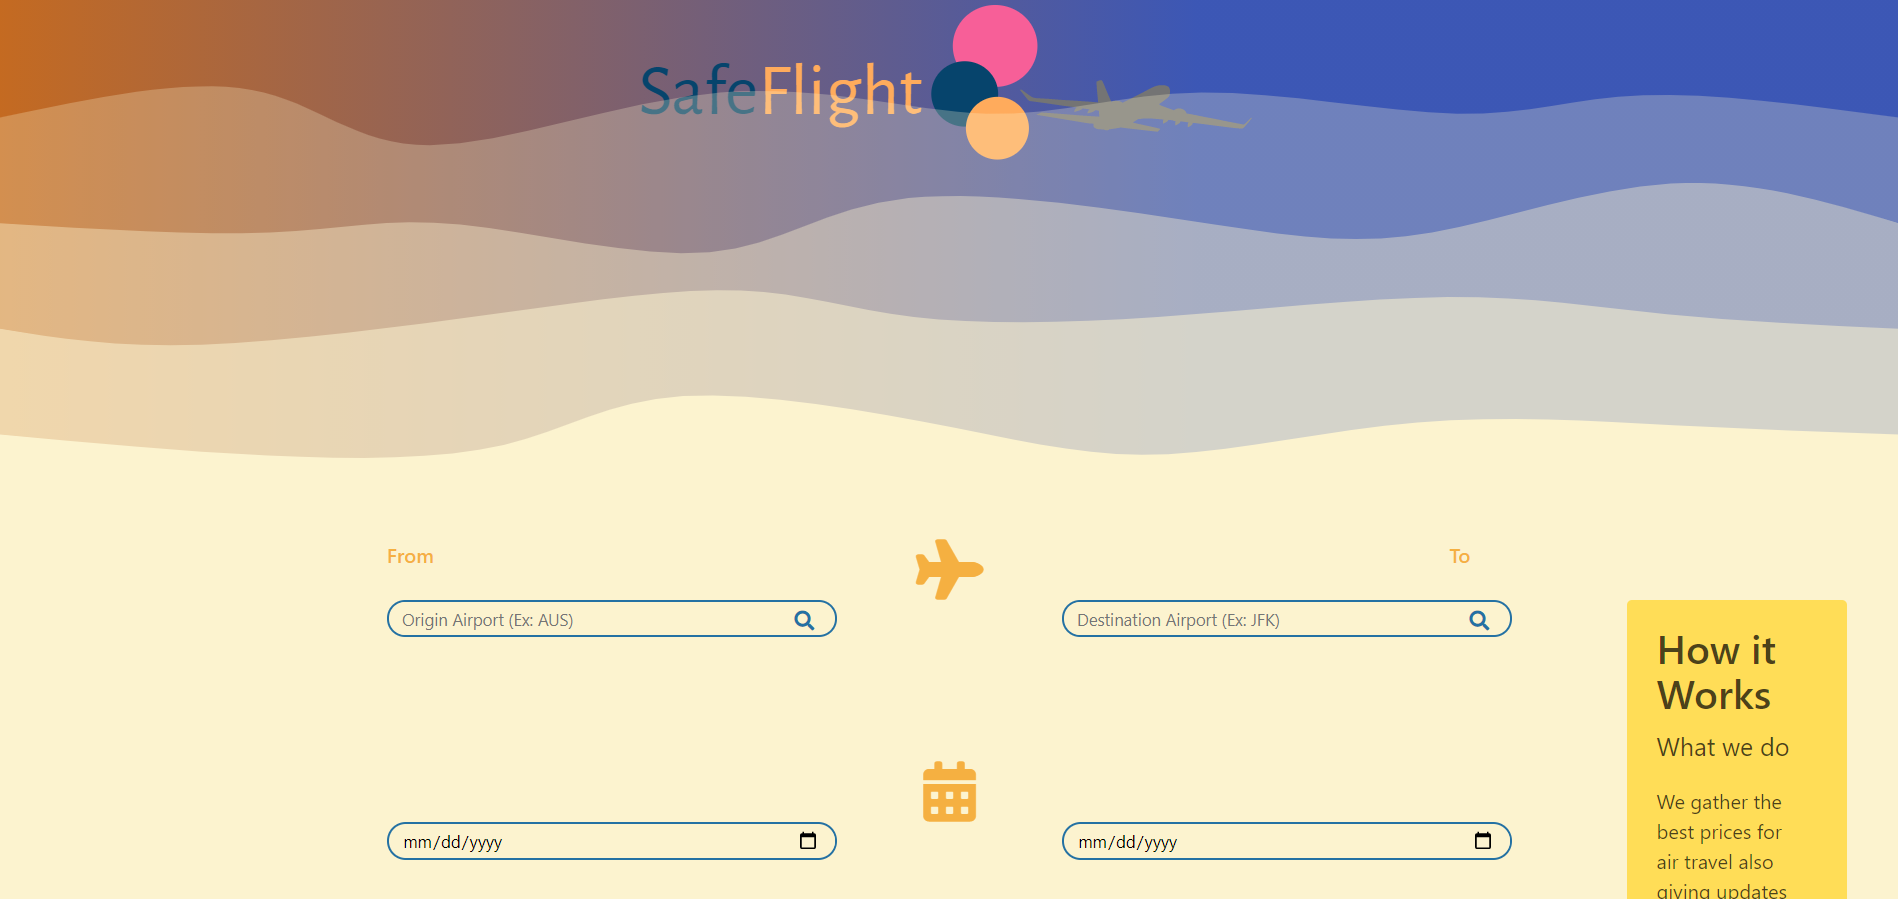 SafeFlight
From
To
Origin Airport (Ex: AUS)
Destination Airport (Ex: JFK)
mm/dd/yyyy
mm/dd/yyyy
How it
Works
What we do
We gather the
best prices for
air travel also
giving updates